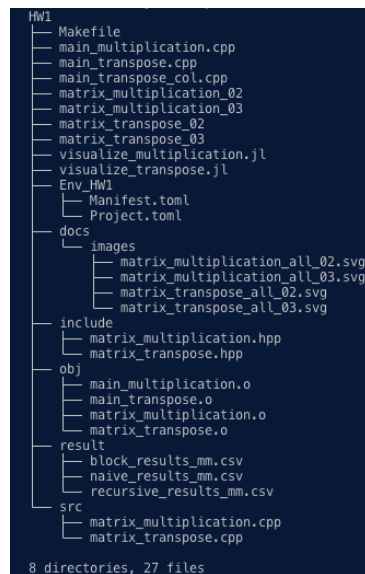 HW1
├── Makefile
├── main_multiplication.cpp
├── main_transpose.cpp
├── main_transpose_col.cpp
├── matrix_multiplication_02
├── matrix_multiplication_03
├── matrix_transpose_02
├── matrix_transpose_03
├── visualize_multiplication.jl
├── visualize_transpose.jl
├── Env_HW1
│   ├── Manifest.toml
│   └── Project.toml
├── docs
│   └── images
│       ├── matrix_multiplication_all_02.svg
│       ├── matrix_multiplication_all_03.svg
│       ├── matrix_transpose_all_02.svg
│       └── matrix_transpose_all_03.svg
├── include
│   ├── matrix_multiplication.hpp
│   └── matrix_transpose.hpp
├── obj
│   ├── main_multiplication.o
│   ├── main_transpose.o
│   ├── matrix_multiplication.o
│   └── matrix_transpose.o
├── result
│   ├── block_results_mm.csv
│   ├── naive_results_mm.csv
│   └── recursive_results_mm.csv
└── src
    ├── matrix_multiplication.cpp
    └── matrix_transpose.cpp
8 directories, 27 files